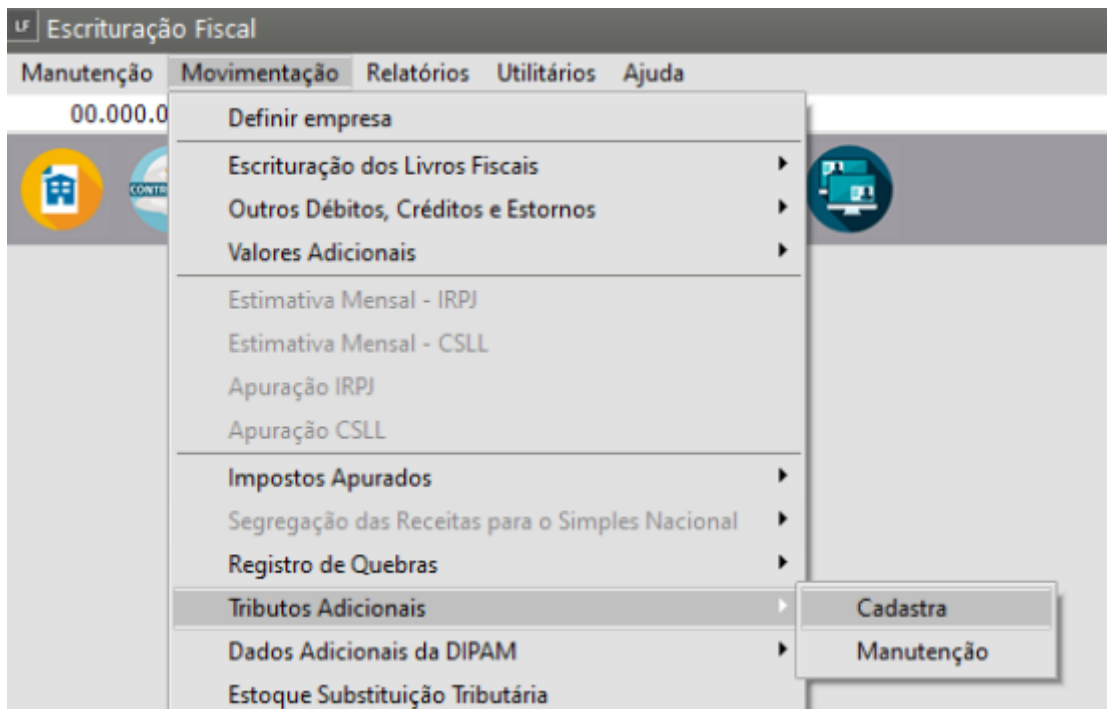 LF Escrituração Fiscal
Manutenção Movimentação Relatórios Utilitários Ajuda
00.000.0
Definir empresa
CONTR
Escrituração dos Livros Fiscais
Outros Débitos, Créditos e Estornos
Valores Adicionais
Estimativa Mensal - IRPJ
Estimativa Mensal - CSLL
Apuração IRPJ
Apuração CSLL
Impostos Apurados
Segregação das Receitas para o Simples Nacional
Registro de Quebras
Tributos Adicionais
Cadastra
Dados Adicionais da DIPAM
Manutenção
Estoque Substituição Tributária